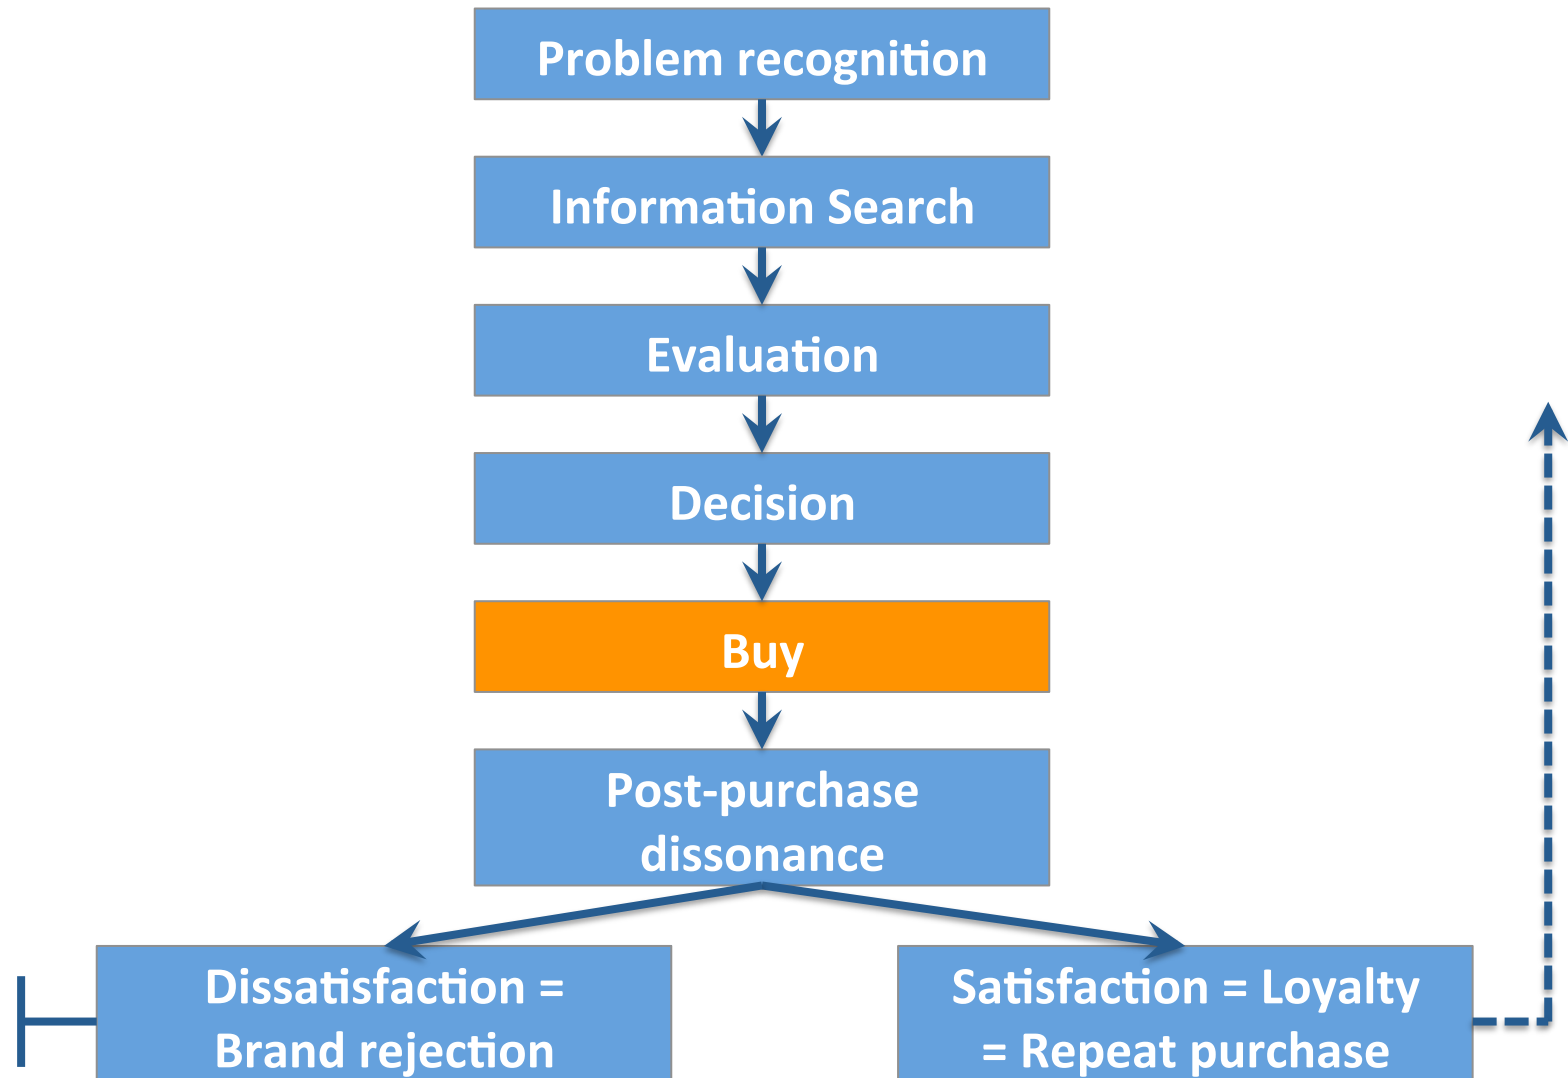 Problem recognition
Information Search
Evaluation
Decision
Buy
Post-purchase
dissonance
Dissatisfaction =
Brand rejection
Satisfaction = Loyalty
= Repeat purchase